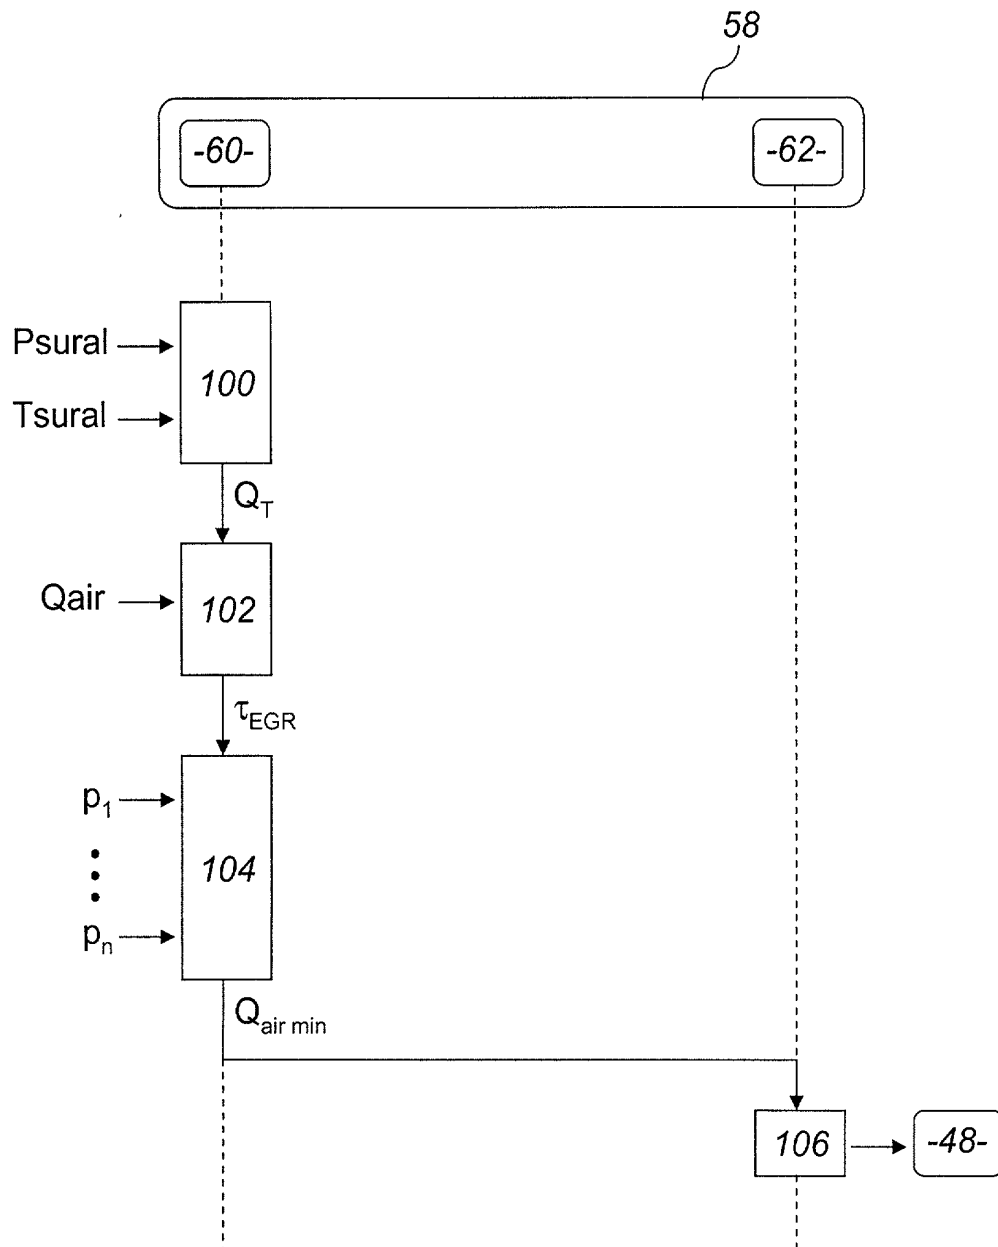 58
-60-
-62-
Psural
100
Tsural
Q_T
Qair
102
τ_EGR
p_1
104
p_n
Q_air min
106
-48-